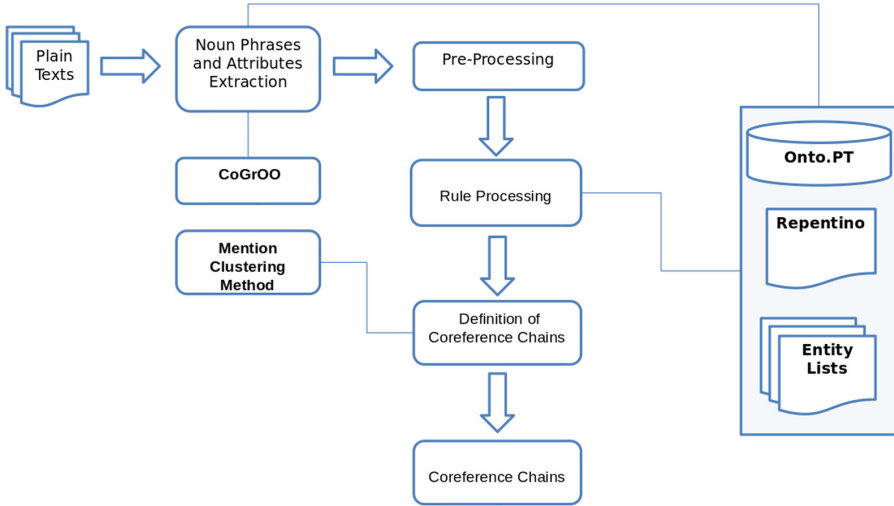 Plain
Texts
Noun Phrases
and Attributes
Extraction
Pre-Processing
CoGrOO
Rule Processing
Mention
Clustering
Method
Definition of
Coreference Chains
Coreference Chains
Onto.PT
Repentino
Entity
Lists